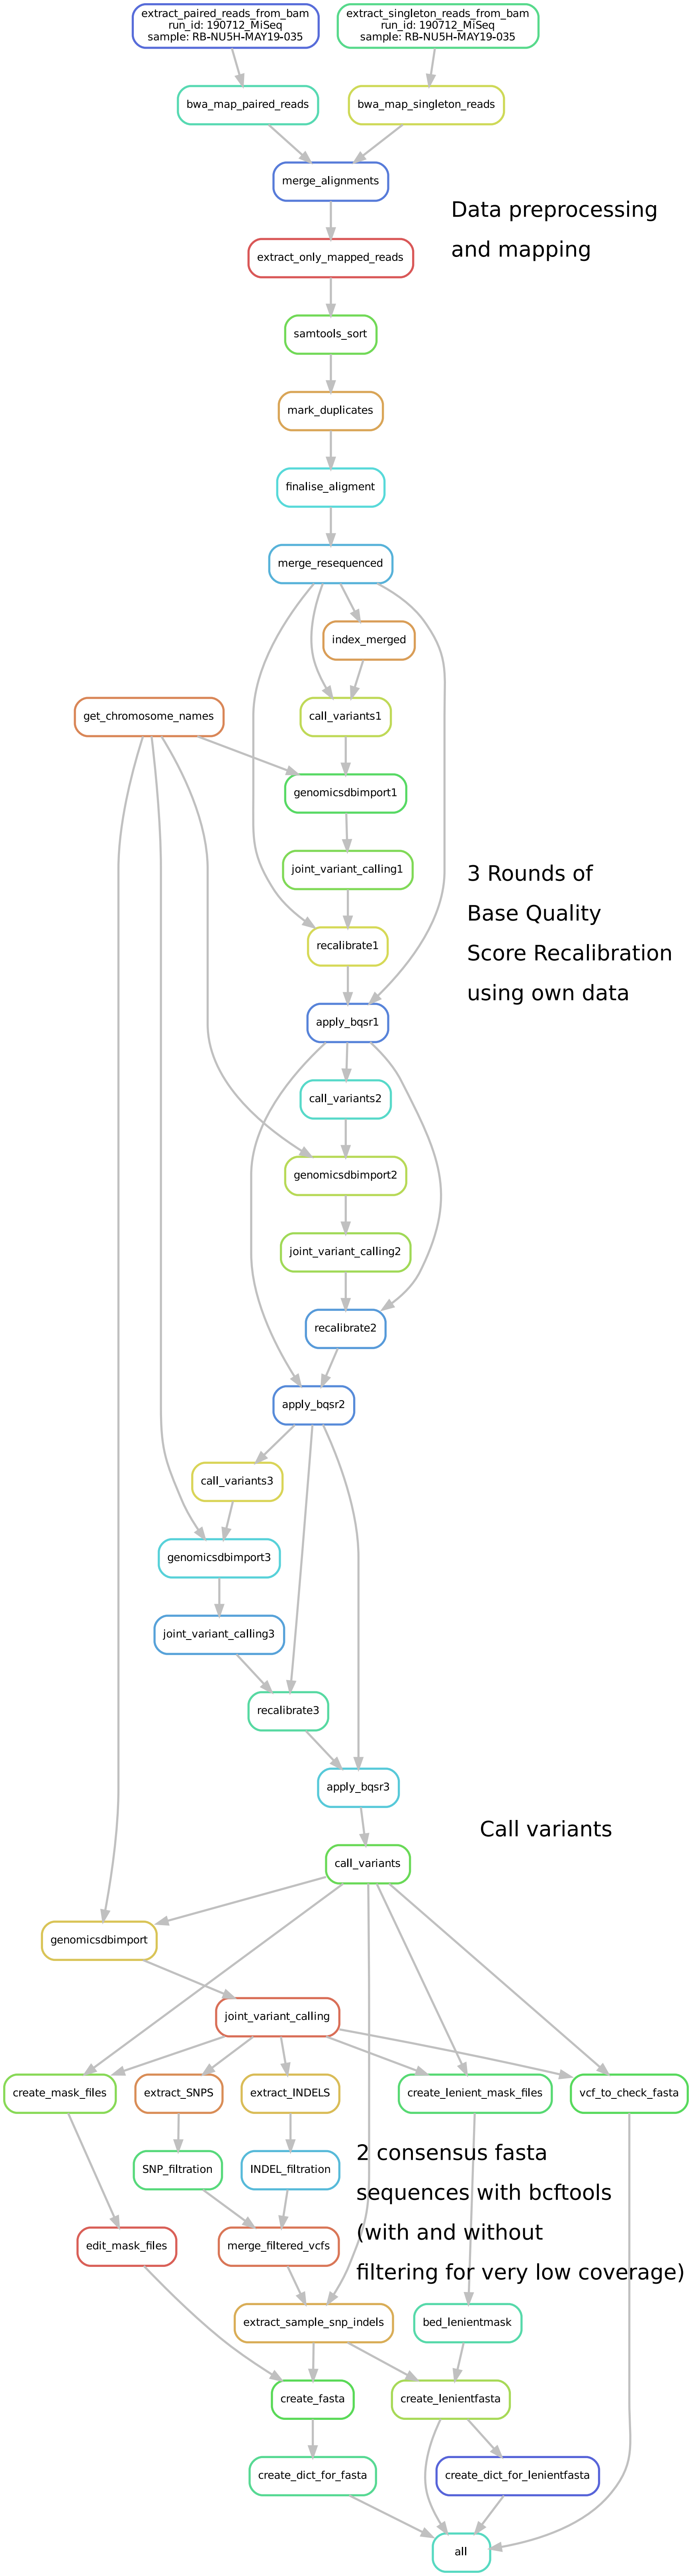 extract_paired_reads_from_bam
run_id: 190712_MiSeq
sample: RB-NU5H-MAY19-035
extract_singleton_reads_from_bam
run_id: 190712_MiSeq
sample: RB-NU5H-MAY19-035
bwa_map_paired_reads
bwa_map_singleton_reads
merge_alignments
Data preprocessing
and mapping
extract_only_mapped_reads
samtools_sort
mark_duplicates
finalise_aligment
merge_resequenced
index_merged
get_chromosome_names
call_variants1
genomicsdbimport1
joint_variant_calling1
3 Rounds of
Base Quality
Score Recalibration
using own data
recalibrate1
apply_bqsr1
call_variants2
genomicsdbimport2
joint_variant_calling2
recalibrate2
apply_bqsr2
call_variants3
genomicsdbimport3
joint_variant_calling3
recalibrate3
apply_bqsr3
Call variants
call_variants
genomicsdbimport
joint_variant_calling
create_mask_files
extract_SNPS
extract_INDELS
create_lenient_mask_files
vcf_to_check_fasta
SNP_filtration
INDEL_filtration
2 consensus fasta
sequences with bcftools
(with and without
filtering for very low coverage)
edit_mask_files
merge_filtered_vcfs
extract_sample_snp_indels
bed_lenientmask
create_fasta
create_lenientfasta
create_dict_for_fasta
create_dict_for_lenientfasta
all